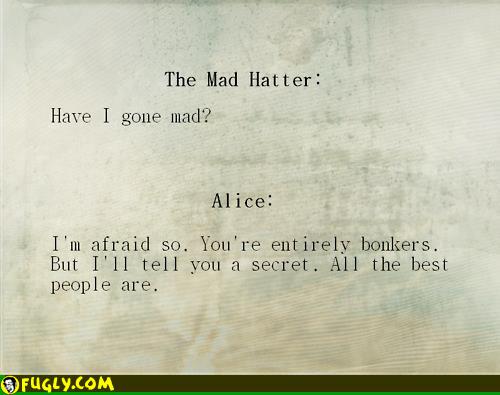 The Mad Hatter:
Have I gone mad?
Alice:
I'm afraid so. You're entirely bonkers.
But I'll tell you a secret. All the best
people are.
FUGLY.COM